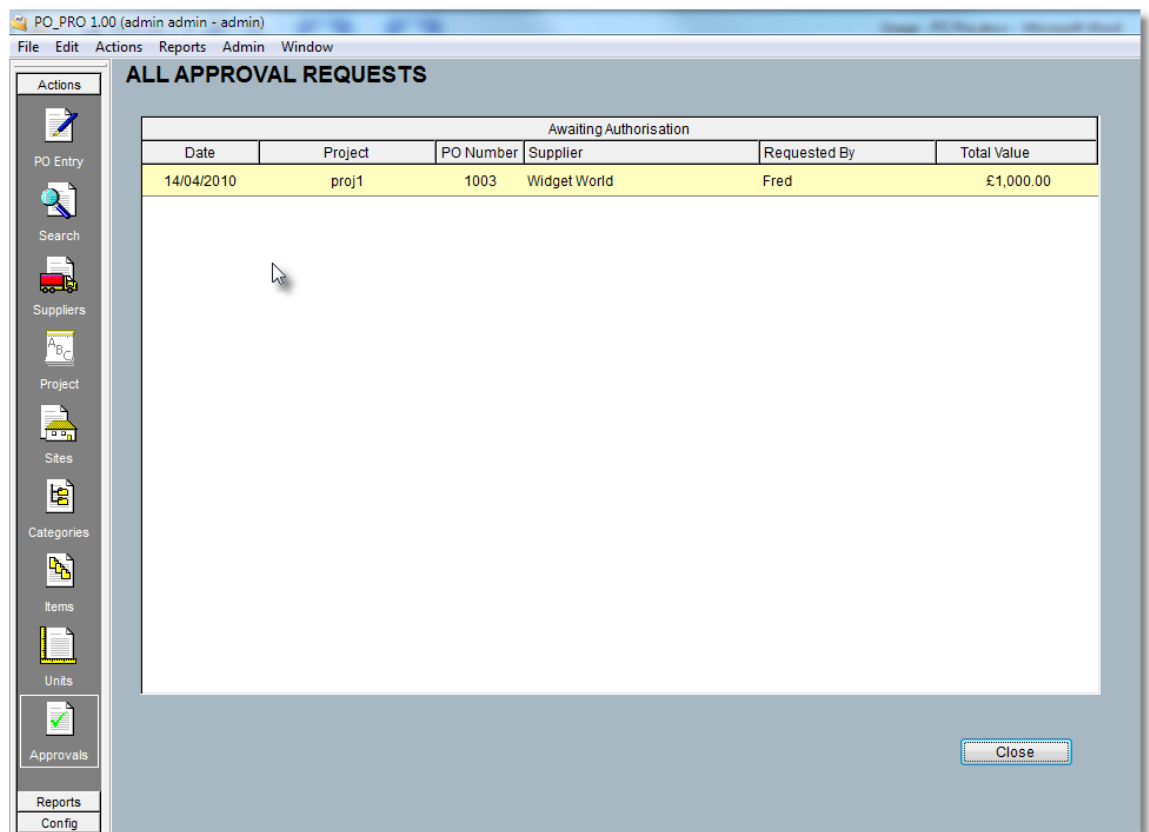 PO_PRO 1.00 (admin admin - admin)
File Edit Actions Reports Admin Window
Actions
ALL APPROVAL REQUESTS
Awaiting Authorisation
Date Project PO Number Supplier Requested By Total Value
14/04/2010 proj1 1003 Widget World Fred £1,000.00
PO Entry
Search
Suppliers
ABC
Project
Sites
Categories
Items
Units
Approvals
Close
Reports
Config